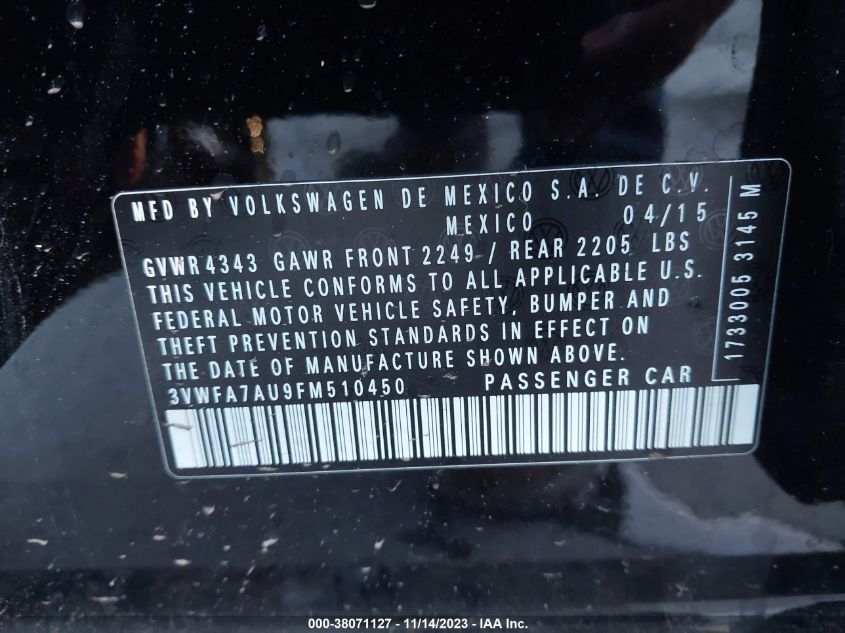 MFD BY VOLKSWAGEN DE MEXICO S.A. DE C.V.
MEXICO 04/15
GVWR 4343 GAWR FRONT 2249 / REAR 2205 LBS
THIS VEHICLE CONFORMS TO ALL APPLICABLE U.S.
FEDERAL MOTOR VEHICLE SAFETY, BUMPER AND
THEFT PREVENTION STANDARDS IN EFFECT ON
THE DATE OF MANUFACTURE SHOWN ABOVE.
3VWFA7AU9FM510450 PASSENGER CAR
1733005 3145 M
000-38071127 - 11/14/2023 - IAA Inc.